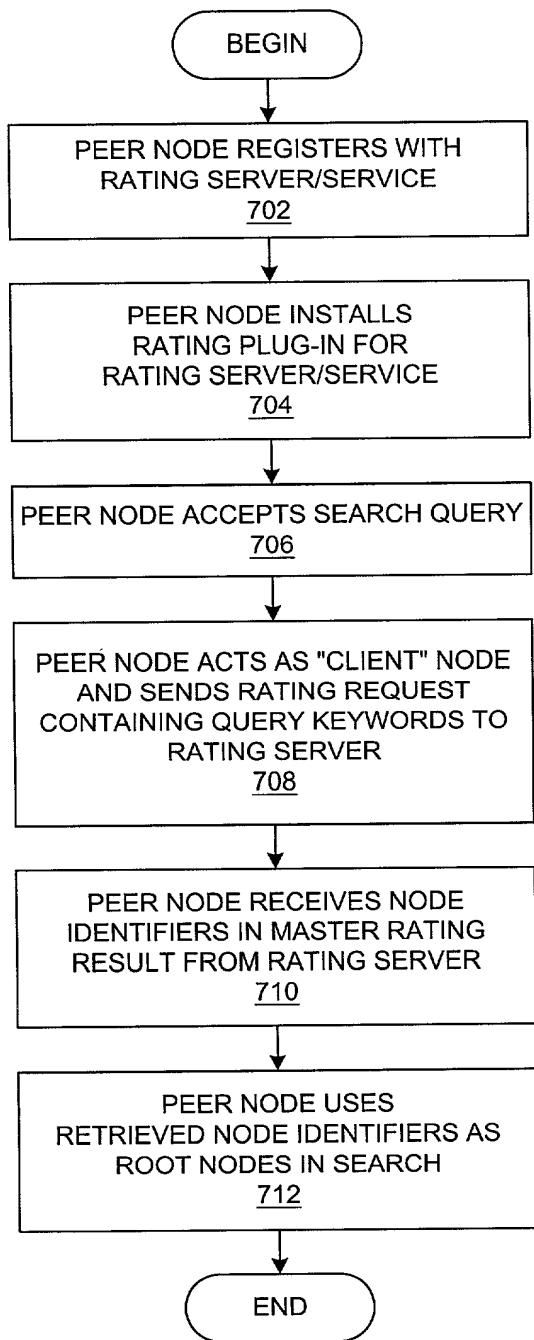 BEGIN
PEER NODE REGISTERS WITH
RATING SERVER/SERVICE
702
PEER NODE INSTALLS
RATING PLUG-IN FOR
RATING SERVER/SERVICE
704
PEER NODE ACCEPTS SEARCH QUERY
706
PEER NODE ACTS AS "CLIENT" NODE
AND SENDS RATING REQUEST
CONTAINING QUERY KEYWORDS TO
RATING SERVER
708
PEER NODE RECEIVES NODE
IDENTIFIERS IN MASTER RATING
RESULT FROM RATING SERVER
710
PEER NODE USES
RETRIEVED NODE IDENTIFIERS AS
ROOT NODES IN SEARCH
712
END